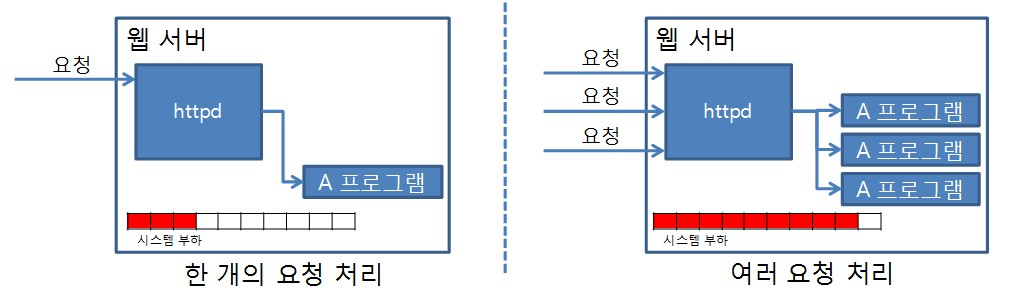 웹 서버
요청
httpd
A 프로그램
시스템 부하
한 개의 요청 처리
웹 서버
요청
요청
요청
httpd
A 프로그램
A 프로그램
A 프로그램
시스템 부하
여러 요청 처리